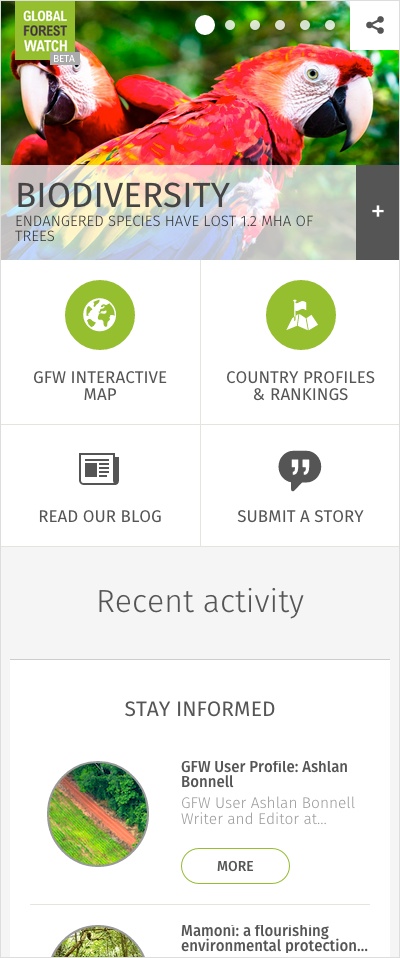 GLOBAL
FOREST
WATCH
BETA
BIODIVERSITY
ENDANGERED SPECIES HAVE LOST 1.2 MHA OF
TREES
+
GFW INTERACTIVE
MAP
COUNTRY PROFILES
& RANKINGS
READ OUR BLOG
SUBMIT A STORY
Recent activity
STAY INFORMED
GFW User Profile: Ashlan
Bonnell
GFW User Ashlan Bonnell
Writer and Editor at...
MORE
Mamoni: a flourishing
environmental protection...